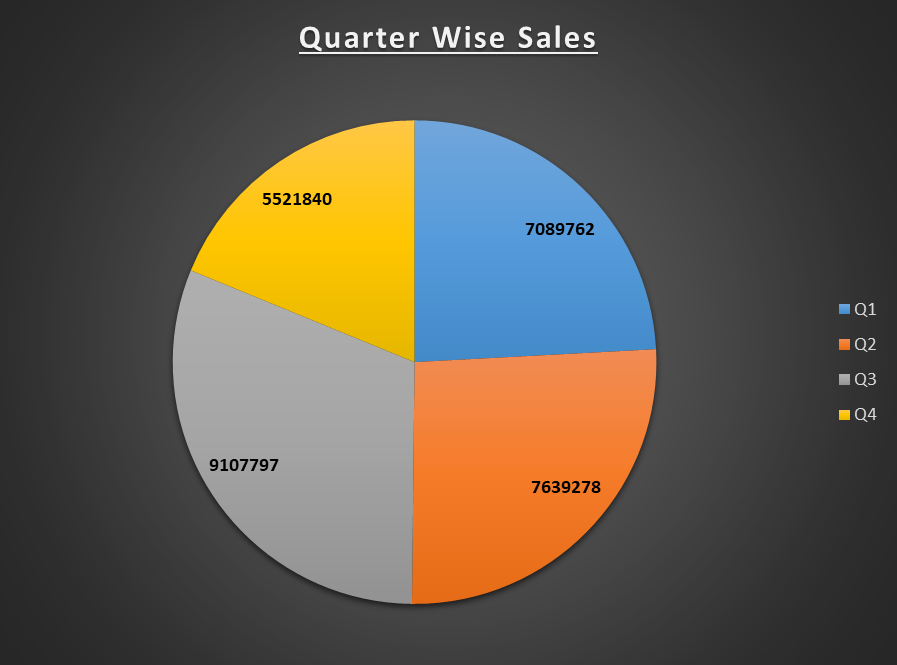 Quarter Wise Sales
5521840
7089762
9107797
7639278
Q1
Q2
Q3
Q4